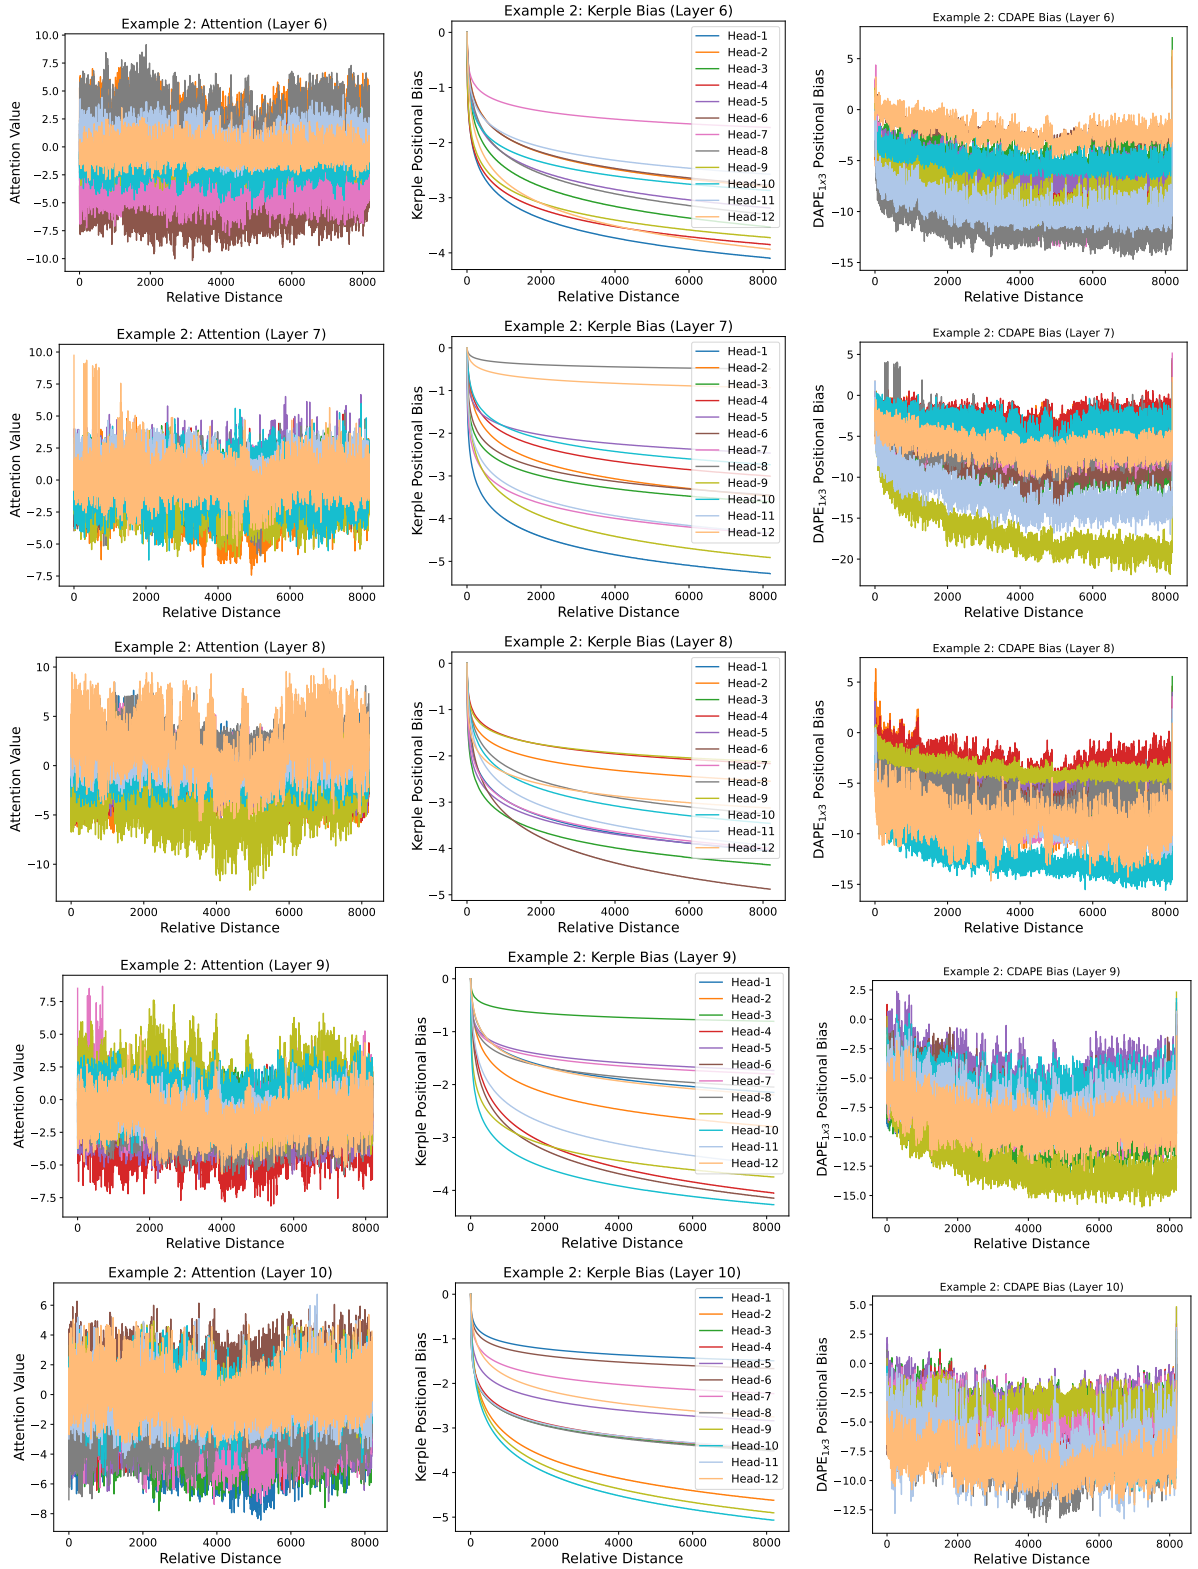 Example 2: Attention (Layer 6)
Attention Value
10.0
7.5
5.0
2.5
0.0
−2.5
−5.0
−7.5
−10.0
0 2000 4000 6000 8000
Relative Distance
Example 2: Kerple Bias (Layer 6)
Kerple Positional Bias
0
−1
−2
−3
−4
Head-1
Head-2
Head-3
Head-4
Head-5
Head-6
Head-7
Head-8
Head-9
Head-10
Head-11
Head-12
0 2000 4000 6000 8000
Relative Distance
Example 2: CDAPE Bias (Layer 6)
DAPE1x3 Positional Bias
5
0
−5
−10
−15
0 2000 4000 6000 8000
Relative Distance
Example 2: Attention (Layer 7)
Attention Value
10.0
7.5
5.0
2.5
0.0
−2.5
−5.0
−7.5
0 2000 4000 6000 8000
Relative Distance
Example 2: Kerple Bias (Layer 7)
Kerple Positional Bias
0
−1
−2
−3
−4
−5
Head-1
Head-2
Head-3
Head-4
Head-5
Head-6
Head-7
Head-8
Head-9
Head-10
Head-11
Head-12
0 2000 4000 6000 8000
Relative Distance
Example 2: CDAPE Bias (Layer 7)
DAPE1x3 Positional Bias
5
0
−5
−10
−15
−20
0 2000 4000 6000 8000
Relative Distance
Example 2: Attention (Layer 8)
Attention Value
10
5
0
−5
−10
0 2000 4000 6000 8000
Relative Distance
Example 2: Kerple Bias (Layer 8)
Kerple Positional Bias
0
−1
−2
−3
−4
−5
Head-1
Head-2
Head-3
Head-4
Head-5
Head-6
Head-7
Head-8
Head-9
Head-10
Head-11
Head-12
0 2000 4000 6000 8000
Relative Distance
Example 2: CDAPE Bias (Layer 8)
DAPE1x3 Positional Bias
5
0
−5
−10
−15
0 2000 4000 6000 8000
Relative Distance
Example 2: Attention (Layer 9)
Attention Value
7.5
5.0
2.5
0.0
−2.5
−5.0
−7.5
0 2000 4000 6000 8000
Relative Distance
Example 2: Kerple Bias (Layer 9)
Kerple Positional Bias
0
−1
−2
−3
−4
Head-1
Head-2
Head-3
Head-4
Head-5
Head-6
Head-7
Head-8
Head-9
Head-10
Head-11
Head-12
0 2000 4000 6000 8000
Relative Distance
Example 2: CDAPE Bias (Layer 9)
DAPE1x3 Positional Bias
2.5
0.0
−2.5
−5.0
−7.5
−10.0
−12.5
−15.0
0 2000 4000 6000 8000
Relative Distance
Example 2: Attention (Layer 10)
Attention Value
6
4
2
0
−2
−4
−6
−8
0 2000 4000 6000 8000
Relative Distance
Example 2: Kerple Bias (Layer 10)
Kerple Positional Bias
0
−1
−2
−3
−4
−5
Head-1
Head-2
Head-3
Head-4
Head-5
Head-6
Head-7
Head-8
Head-9
Head-10
Head-11
Head-12
0 2000 4000 6000 8000
Relative Distance
Example 2: CDAPE Bias (Layer 10)
DAPE1x3 Positional Bias
5.0
2.5
0.0
−2.5
−5.0
−7.5
−10.0
−12.5
0 2000 4000 6000 8000
Relative Distance